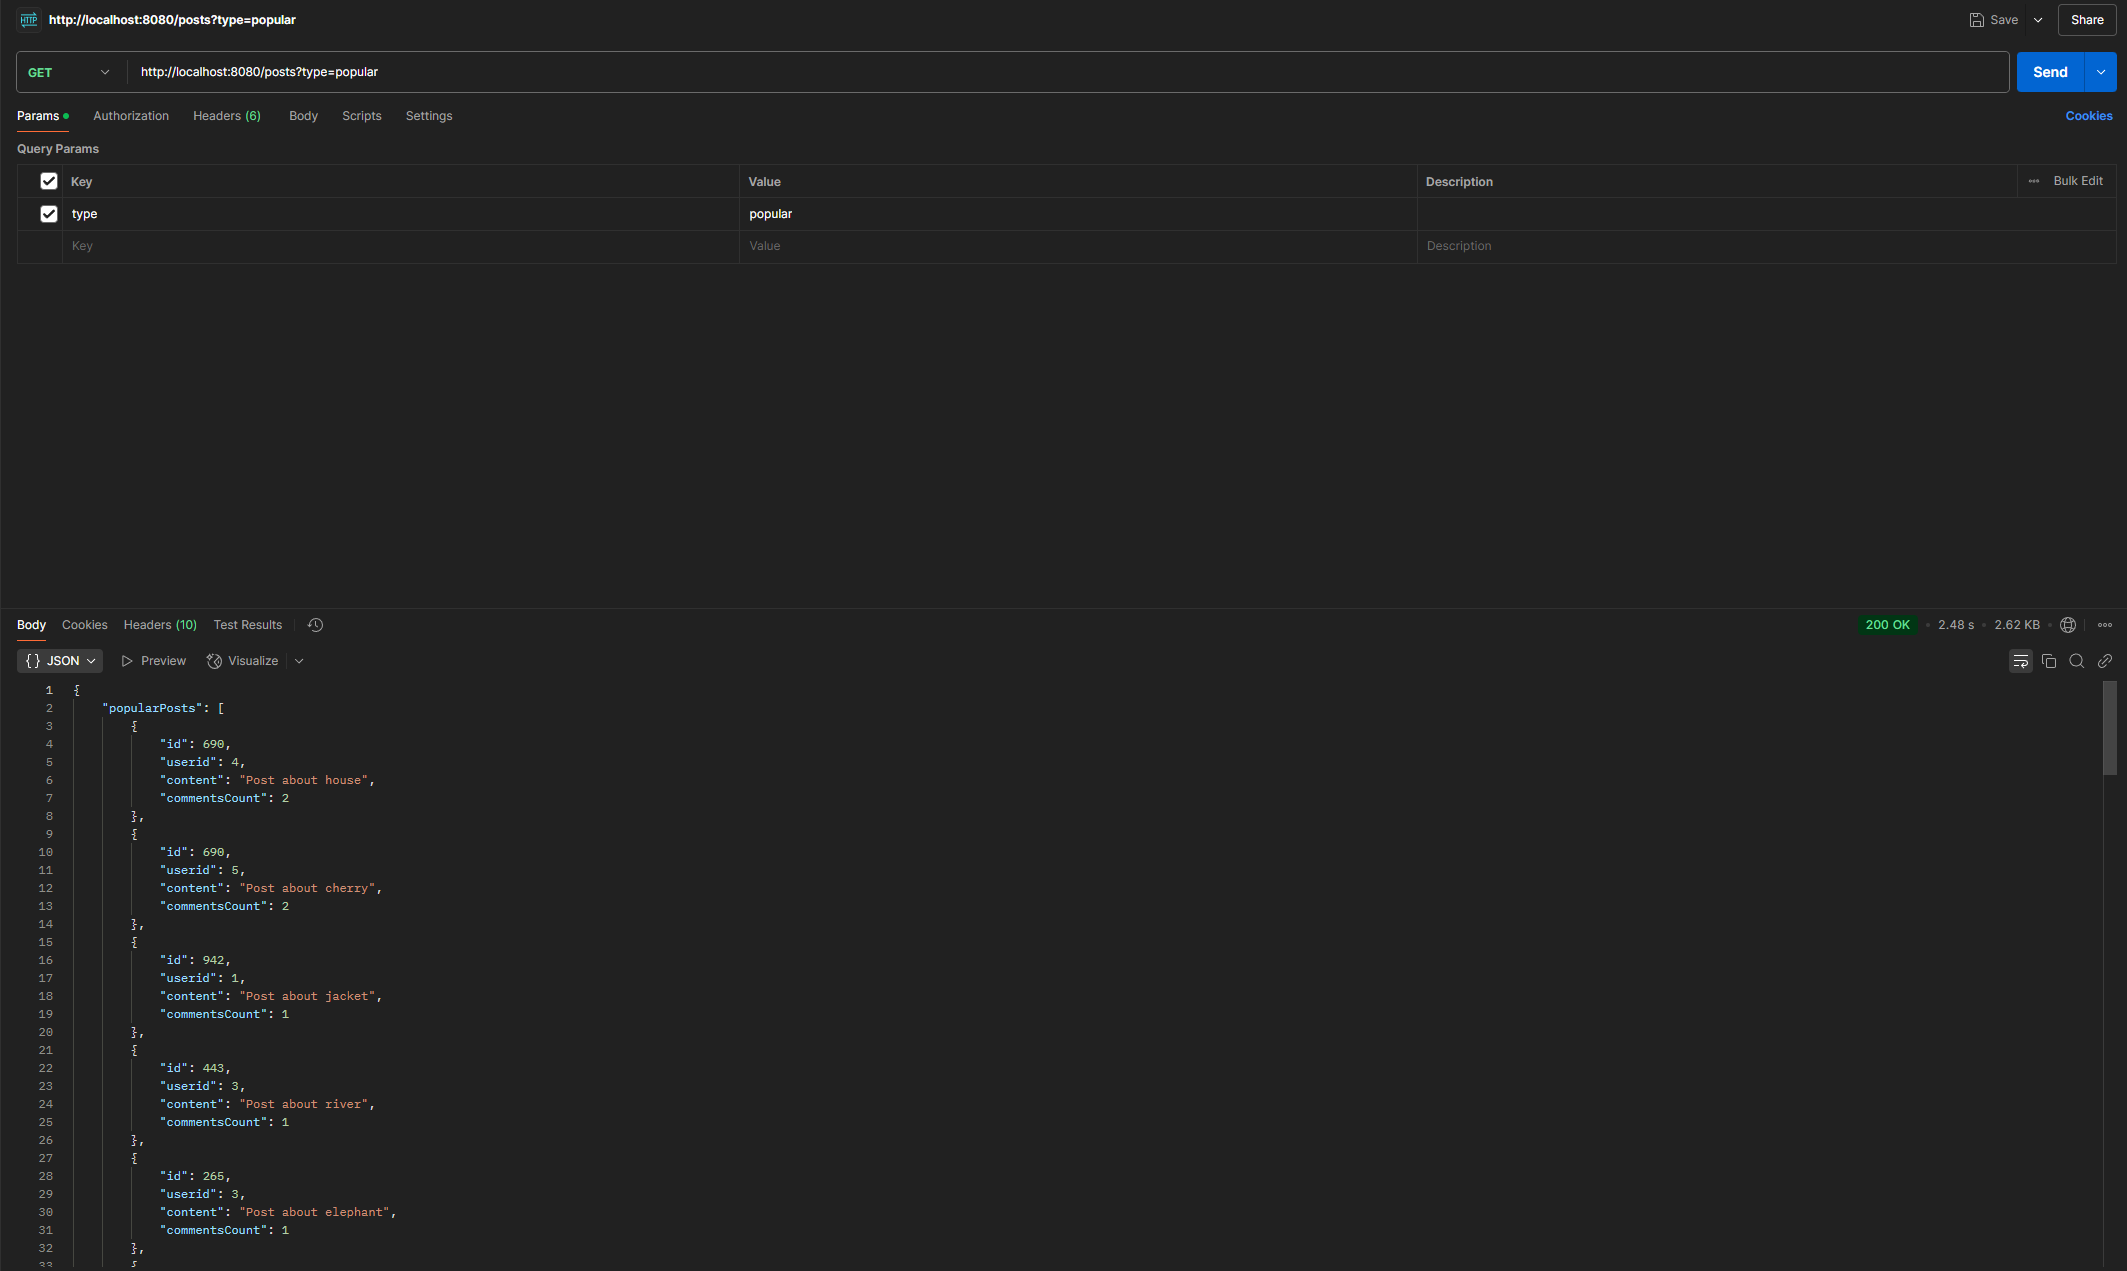 HTTP http://localhost:8080/posts?type=popular Save Share
GET http://localhost:8080/posts?type=popular Send
Params Authorization Headers (6) Body Scripts Settings Cookies
Query Params
Key Value Description Bulk Edit
type popular
Key Value Description
Body Cookies Headers (10) Test Results 200 OK 2.48 s 2.62 KB
{} JSON Preview Visualize
1 {
2 "popularPosts": [
3 {
4 "id": 690,
5 "userid": 4,
6 "content": "Post about house",
7 "commentsCount": 2
8 },
9 {
10 "id": 690,
11 "userid": 5,
12 "content": "Post about cherry",
13 "commentsCount": 2
14 },
15 {
16 "id": 942,
17 "userid": 1,
18 "content": "Post about jacket",
19 "commentsCount": 1
20 },
21 {
22 "id": 443,
23 "userid": 3,
24 "content": "Post about river",
25 "commentsCount": 1
26 },
27 {
28 "id": 265,
29 "userid": 3,
30 "content": "Post about elephant",
31 "commentsCount": 1
32 },
33 {